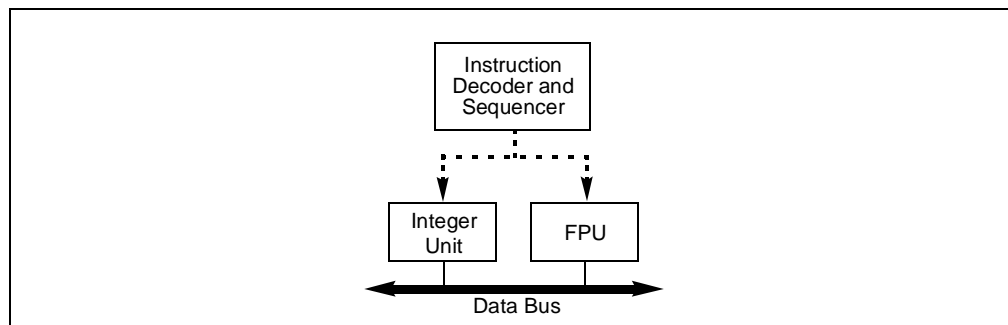 Instruction
Decoder and
Sequencer
Integer
Unit
FPU
Data Bus